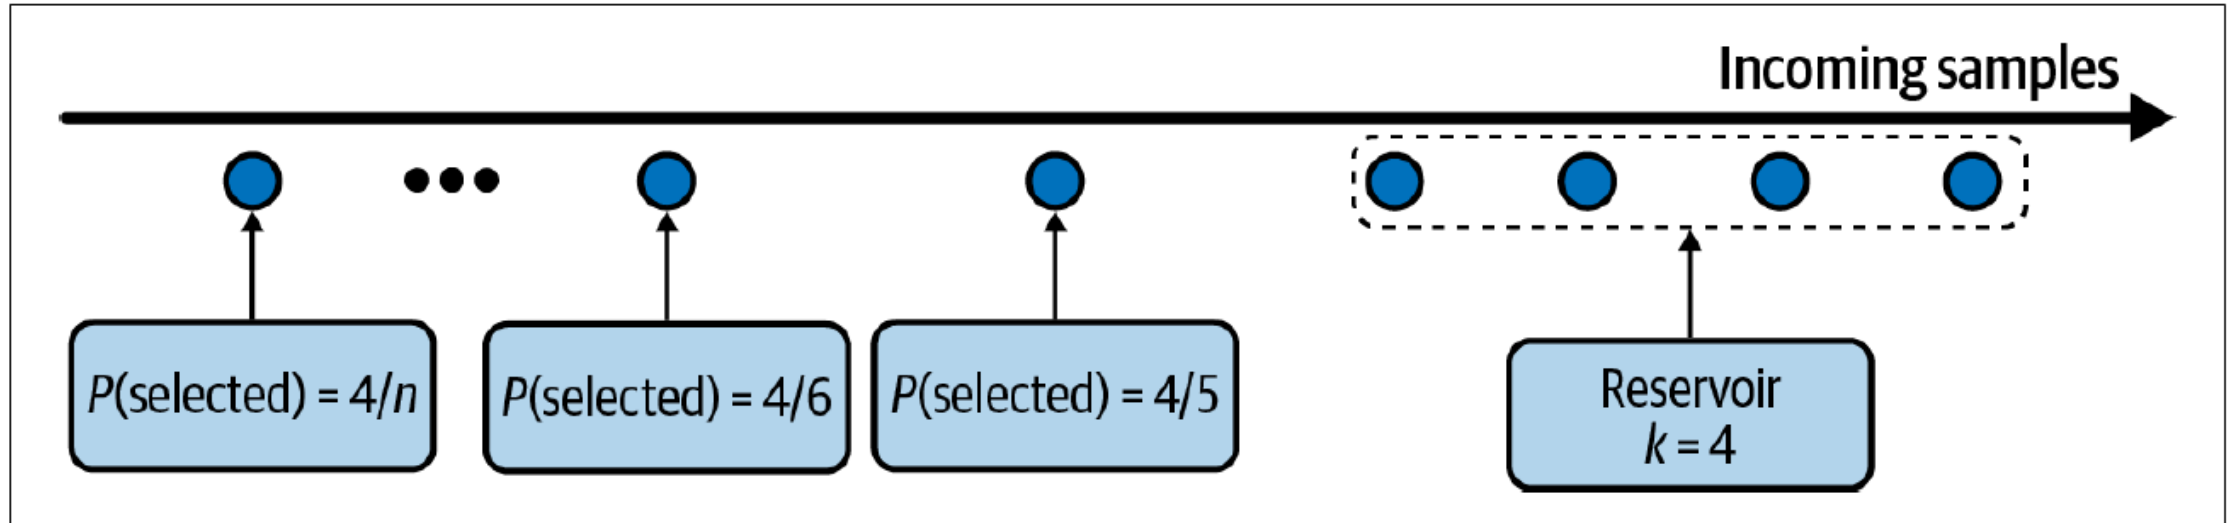 Incoming samples
P(selected) = 4/n
P(selected) = 4/6
P(selected) = 4/5
Reservoir
k = 4